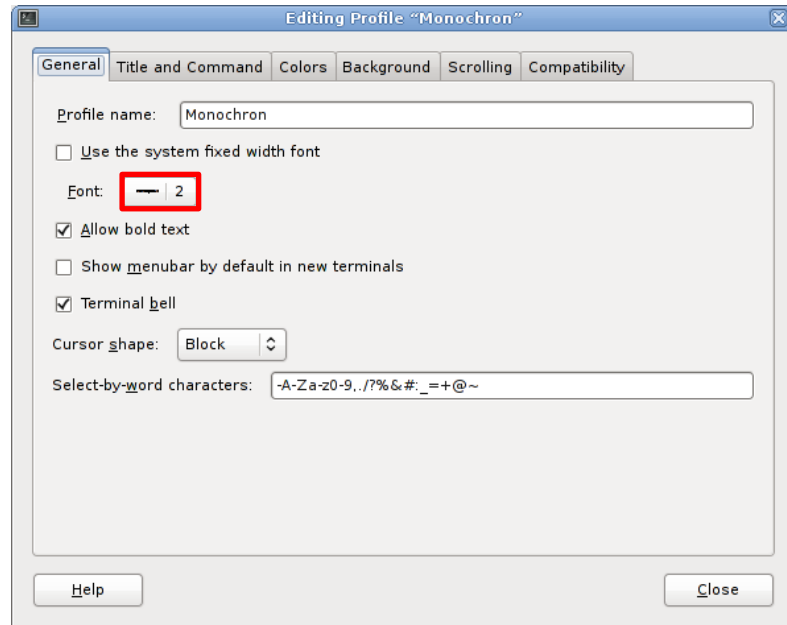 Editing Profile “Monochron”
General Title and Command Colors Background Scrolling Compatibility
Profile name: Monochron
Use the system fixed width font
Font: 2
Allow bold text
Show menubar by default in new terminals
Terminal bell
Cursor shape: Block
Select-by-word characters: -A-Za-z0-9,./?%&#:_=+@~
Help Close